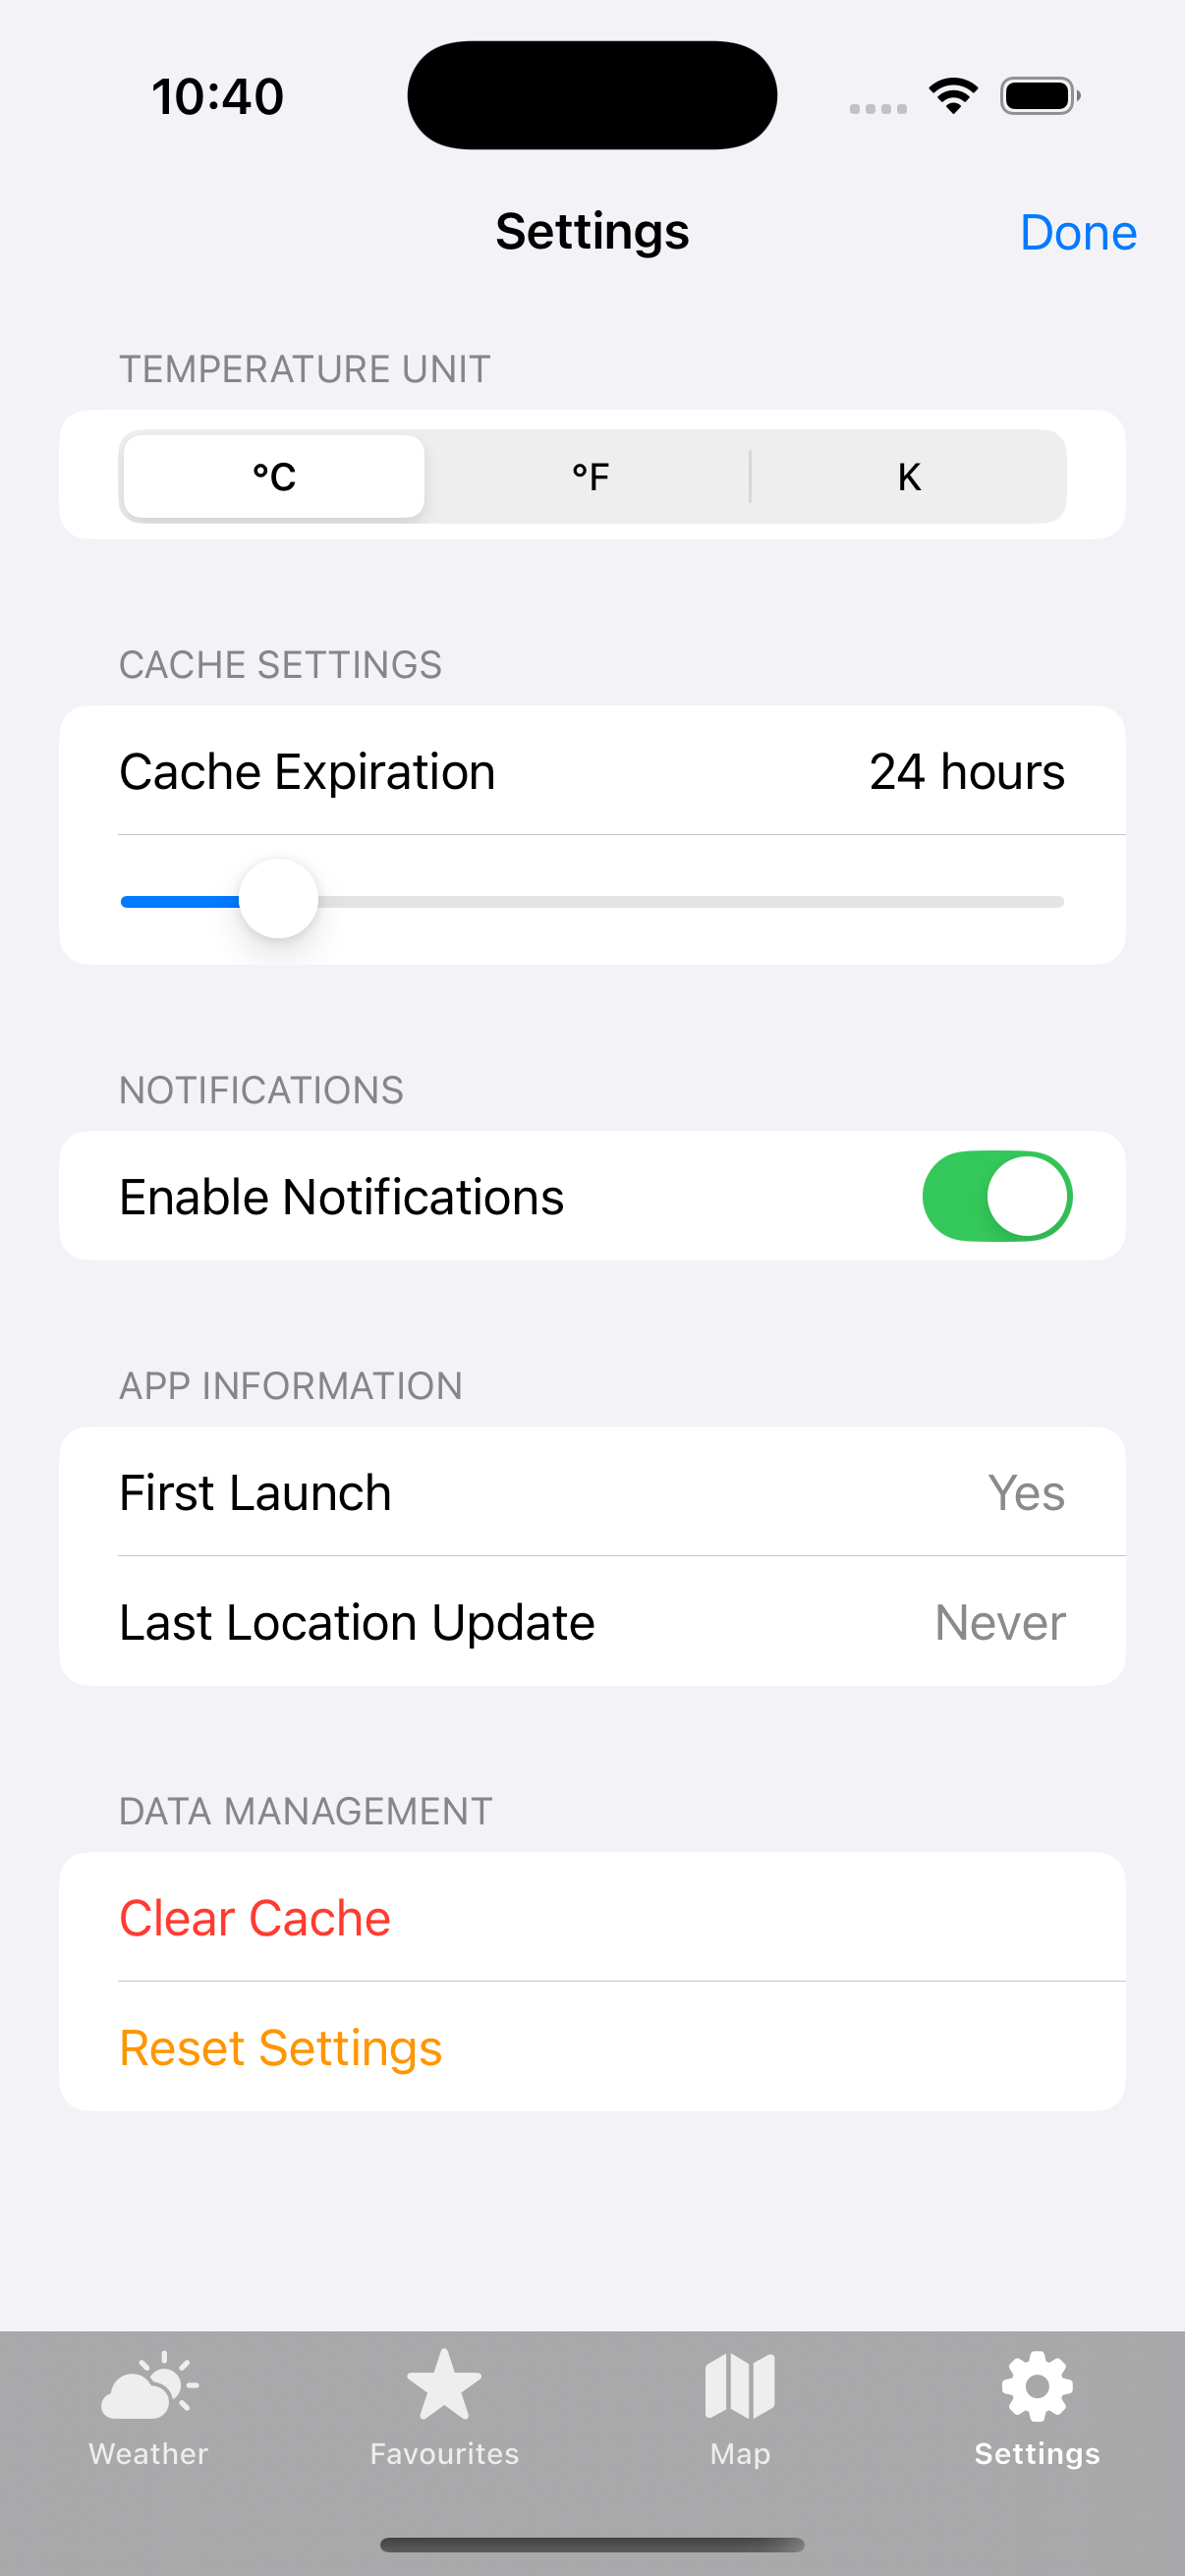 10:40
Settings
Done
TEMPERATURE UNIT
°C
°F
K
CACHE SETTINGS
Cache Expiration
24 hours
NOTIFICATIONS
Enable Notifications
APP INFORMATION
First Launch
Yes
Last Location Update
Never
DATA MANAGEMENT
Clear Cache
Reset Settings
Weather
Favourites
Map
Settings